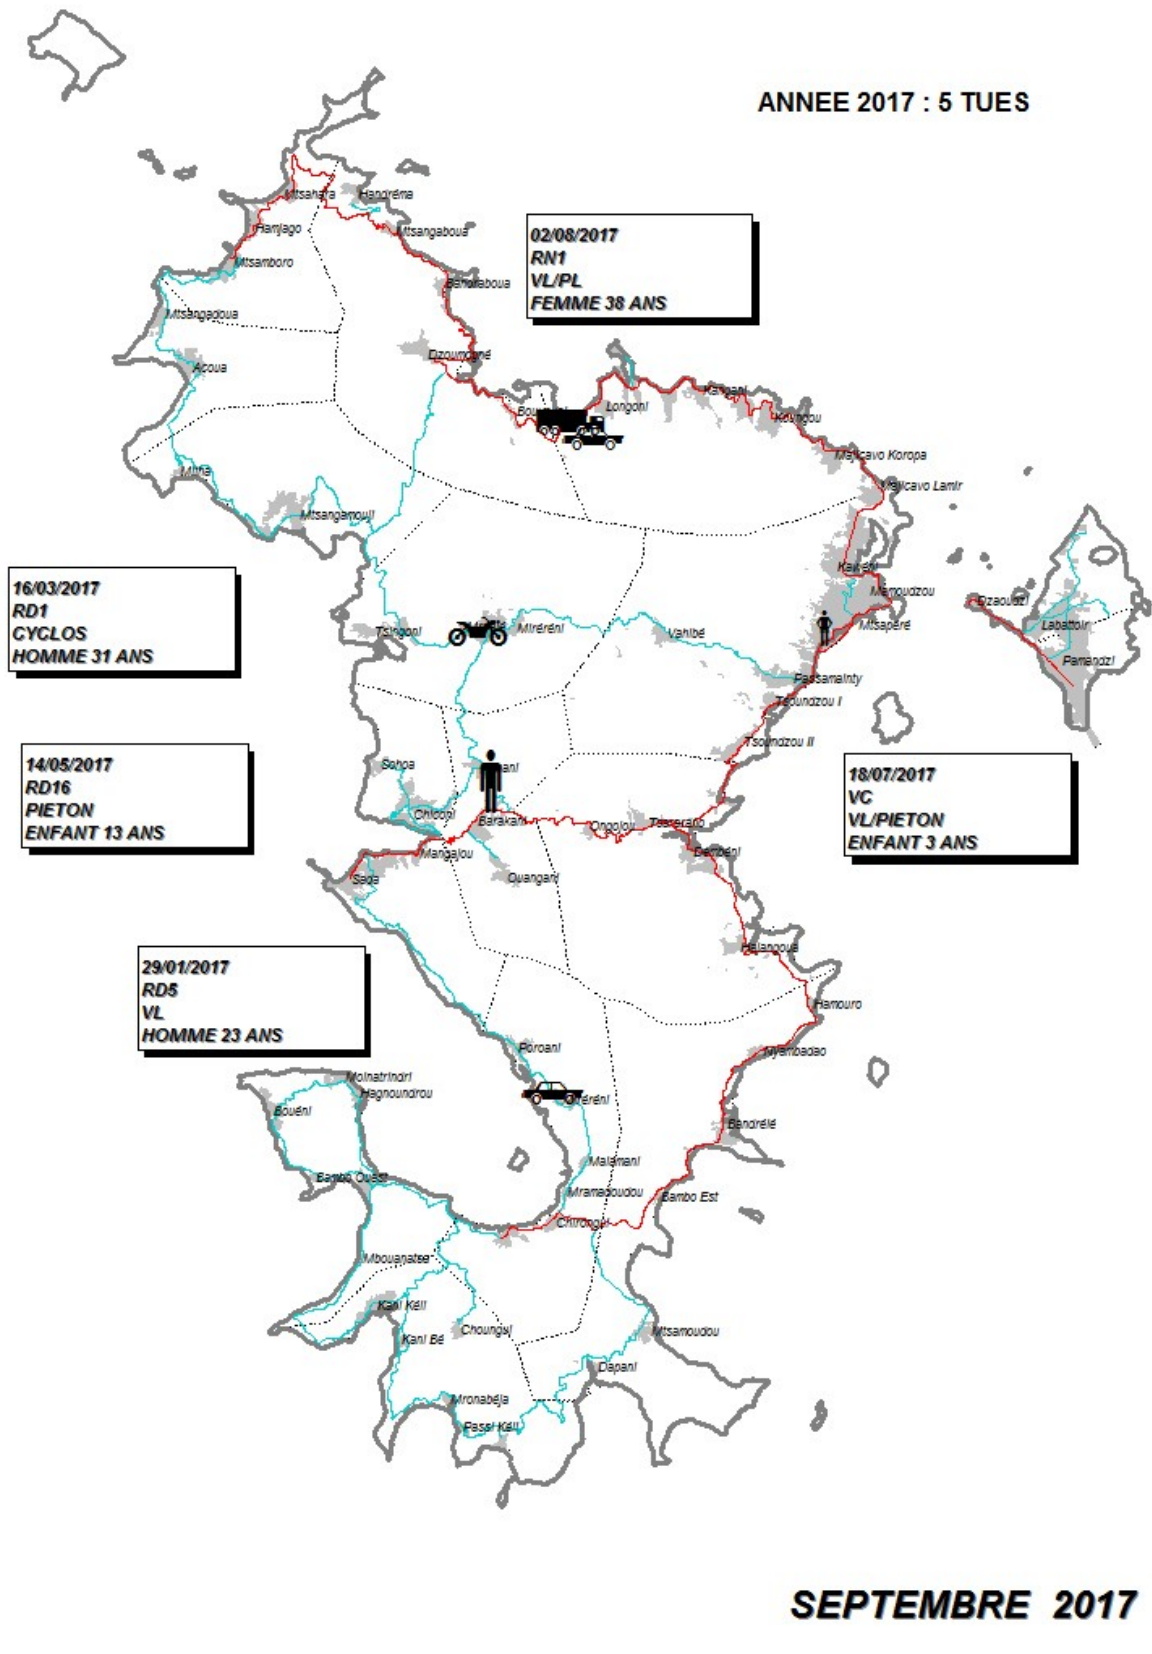 ANNEE 2017 : 5 TUES
Mtsahara
Handréma
Hamjago
Mtsangaboua
Mtsamboro
Bandraboua
Mtsangadoua
Dzoumogné
Acoua
02/08/2017
RN1
VL/PL
FEMME 38 ANS
Longoni
Kangani
Koungou
Majicavo Koropa
Majicavo Lamir
Mliha
Mtsangamouji
Kawéni
Mamoudzou
Mtsapéré
Dzaoudzi
Labattoir
Pamandzi
16/03/2017
RD1
CYCLOS
HOMME 31 ANS
Tsingoni
Miréréni
Vahibé
Passamainty
Tsoundzou I
Tsoundzou II
14/05/2017
RD16
PIETON
ENFANT 13 ANS
Sohoa
Chiconi
Barakani
Ongojou
Tsararano
Dembéni
18/07/2017
VC
VL/PIETON
ENFANT 3 ANS
Mangajou
Sada
Ouangani
Hajangoua
29/01/2017
RD5
VL
HOMME 23 ANS
Hamouro
Nyambadao
Poroani
Moinatrindri
Hagnoundrou
Bouéni
Bandrélé
Malamani
Bambo Ouest
Mramadoudou
Bambo Est
Chirongui
Mbouanatsa
Kani Kéli
Kani Bé
Choungui
Mtsamoudou
Dapani
Mronabéja
Passi Kéli
SEPTEMBRE 2017